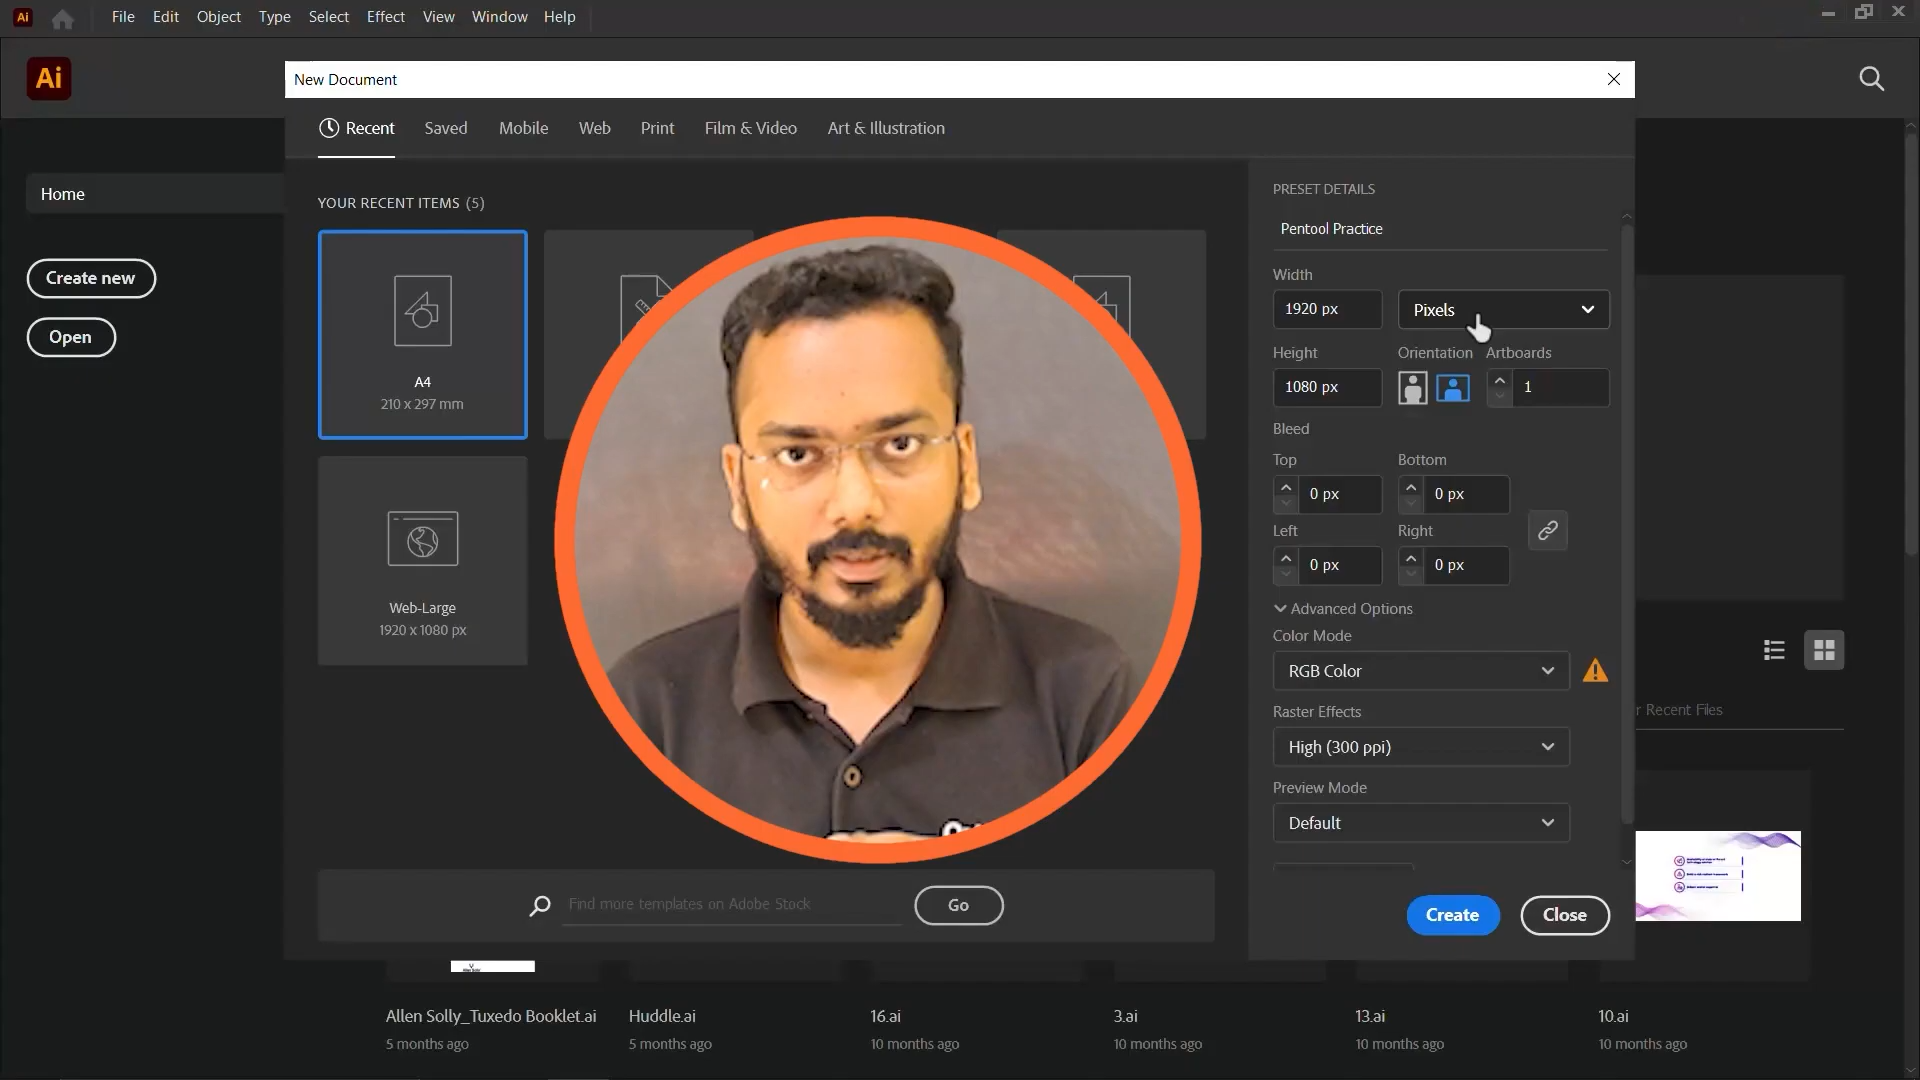 Ai
File Edit Object Type Select Effect View Window Help
Ai
New Document
Recent Saved Mobile Web Print Film & Video Art & Illustration
Home
Create new
Open
YOUR RECENT ITEMS (5)
A4
210 x 297 mm
Web-Large
1920 x 1080 px
Find more templates on Adobe Stock
Go
PRESET DETAILS
Pentool Practice
Width
1920 px Pixels
Height Orientation Artboards
1080 px 1
Bleed
Top Bottom
0 px 0 px
Left Right
0 px 0 px
Advanced Options
Color Mode
RGB Color
Raster Effects
High (300 ppi)
Preview Mode
Default
Create Close
Recent Files
Allen Solly_Tuxedo Booklet.ai Huddle.ai 16.ai 3.ai 13.ai 10.ai
5 months ago 5 months ago 10 months ago 10 months ago 10 months ago 10 months ago